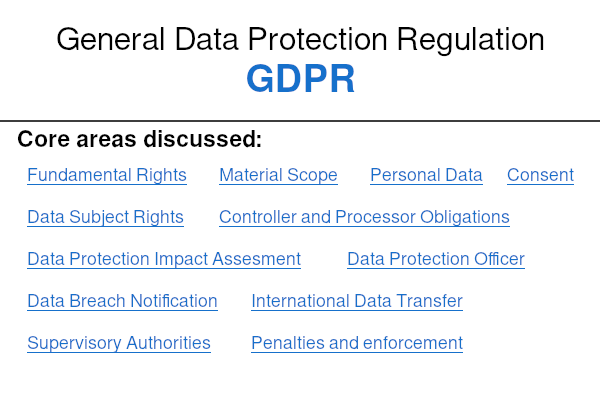 General Data Protection Regulation
GDPR
Core areas discussed:
Fundamental Rights Material Scope Personal Data Consent
Data Subject Rights Controller and Processor Obligations
Data Protection Impact Assesment Data Protection Officer
Data Breach Notification International Data Transfer
Supervisory Authorities Penalties and enforcement